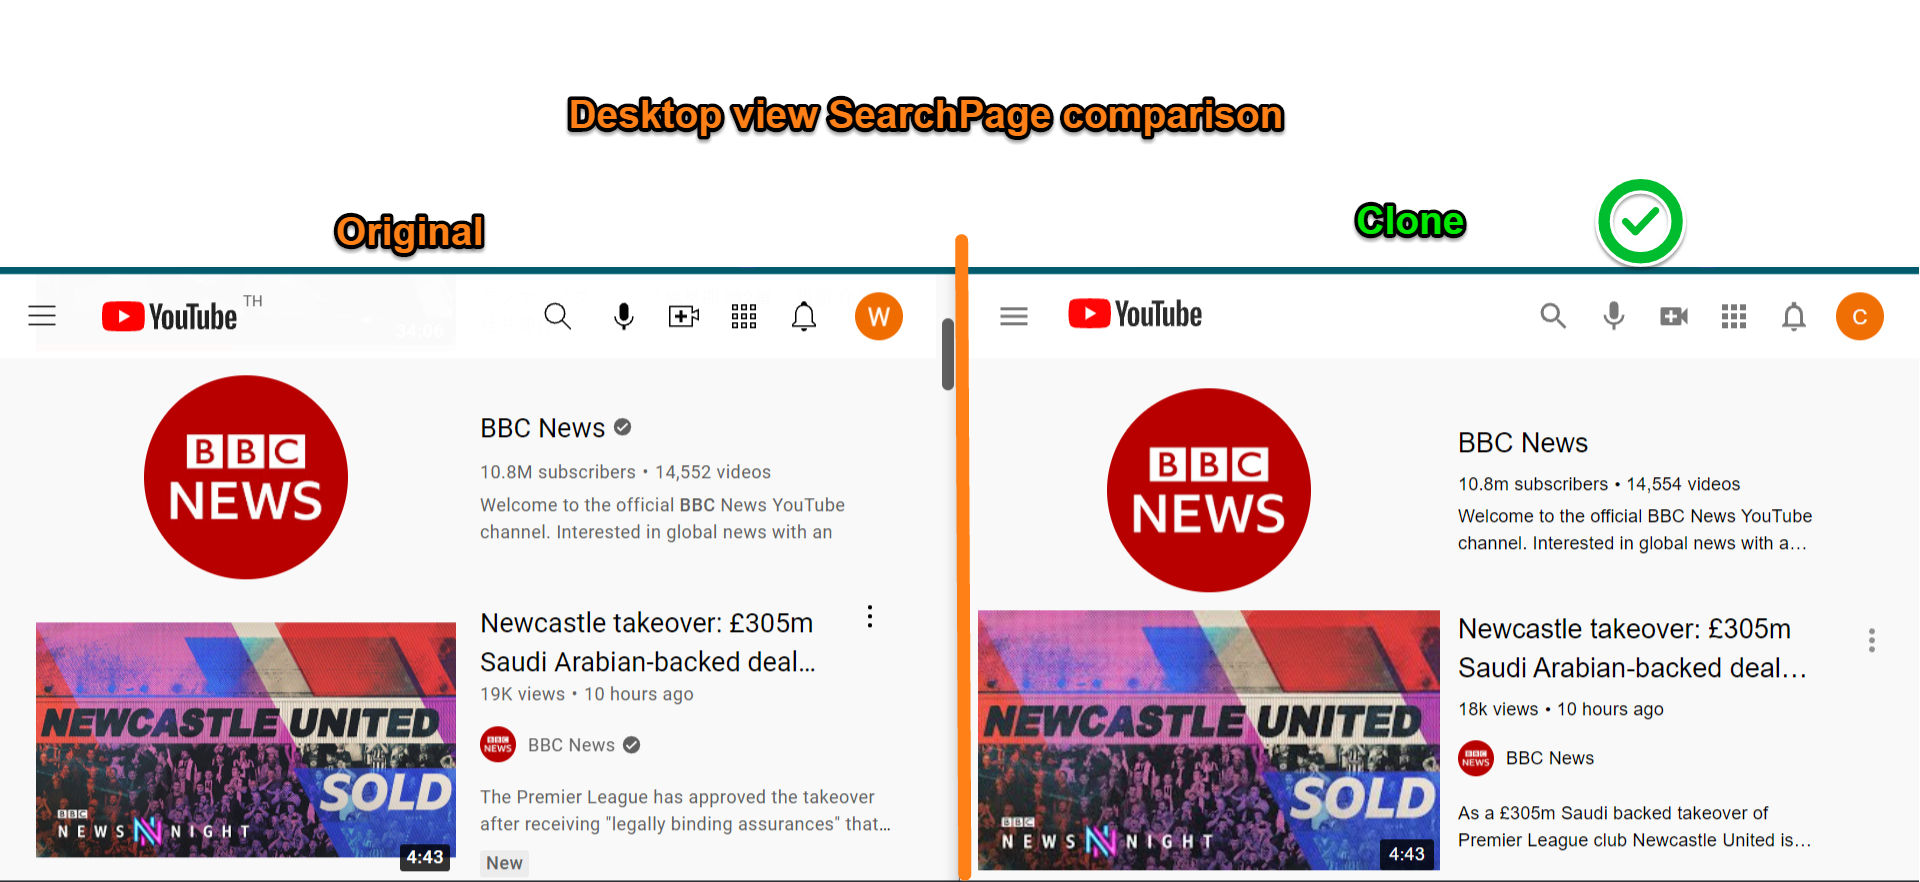 Desktop view SearchPage comparison
Original
Clone
YouTube TH
34:06
W
BBC
NEWS
BBC News
10.8M subscribers • 14,552 videos
Welcome to the official BBC News YouTube
channel. Interested in global news with an
NEWCASTLE UNITED
SOLD
BBC
NEWSNIGHT
4:43
Newcastle takeover: £305m
Saudi Arabian-backed deal...
19K views • 10 hours ago
BBC
NEWS
BBC News
The Premier League has approved the takeover
after receiving "legally binding assurances" that...
New
YouTube
C
BBC
NEWS
BBC News
10.8m subscribers • 14,554 videos
Welcome to the official BBC News YouTube
channel. Interested in global news with a...
NEWCASTLE UNITED
SOLD
BBC
NEWSNIGHT
4:43
Newcastle takeover: £305m
Saudi Arabian-backed deal...
18k views • 10 hours ago
BBC
NEWS
BBC News
As a £305m Saudi backed takeover of
Premier League club Newcastle United is...